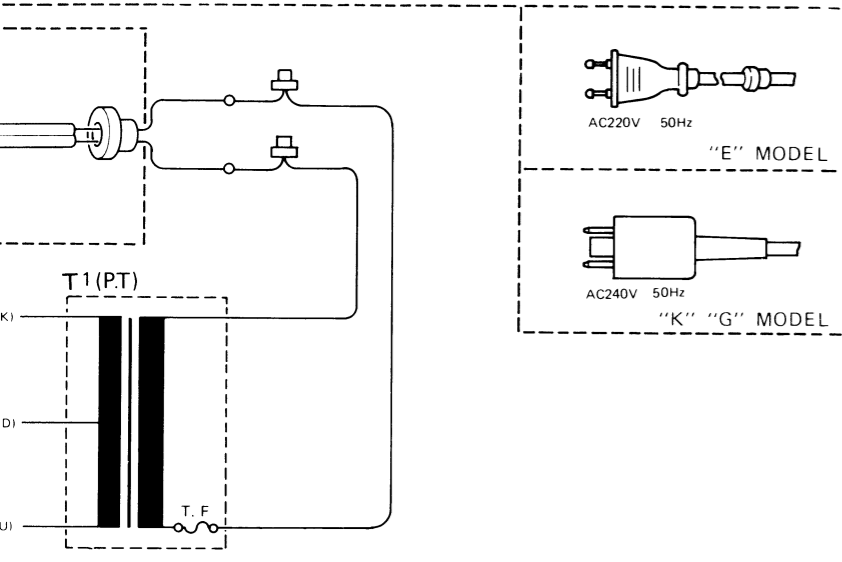 AC220V 50Hz
"E" MODEL
AC240V 50Hz
"K" "G" MODEL
T1(P.T)
K)
D)
T. F
U)